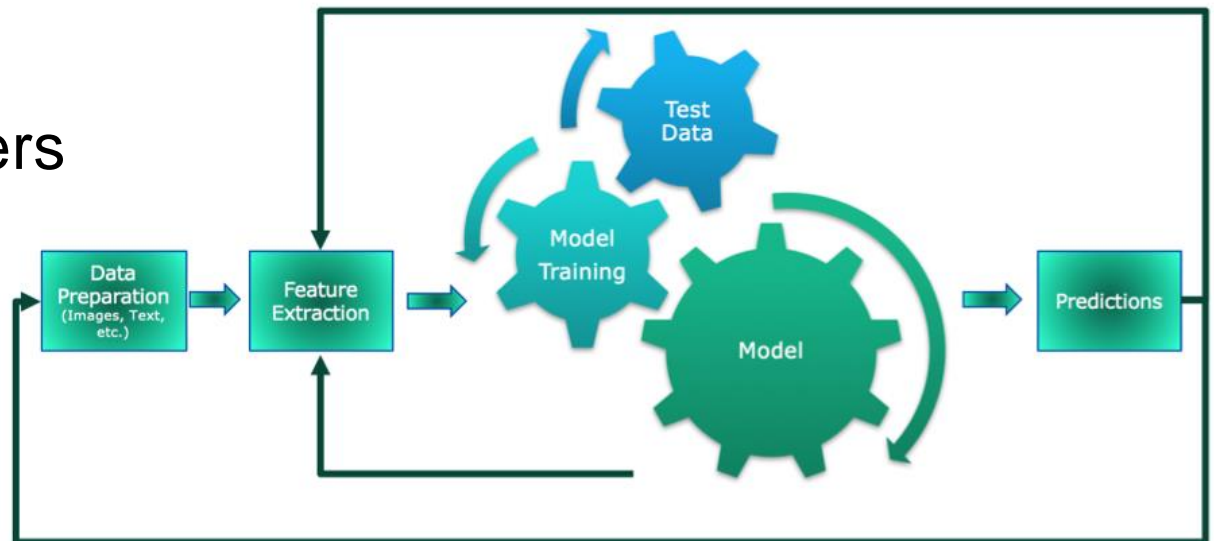 ers
Data
Preparation
(Images, Text,
etc.)
Feature
Extraction
Model
Training
Test
Data
Model
Predictions